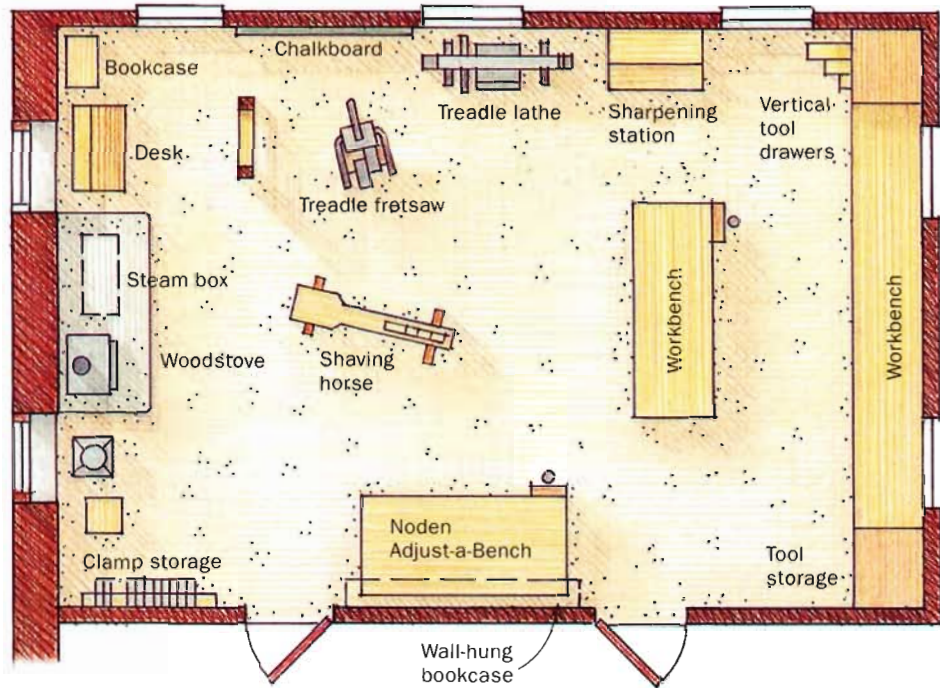 Chalkboard
Bookcase
Treadle lathe
Sharpening
station
Vertical
tool
drawers
Desk
Treadle fretsaw
Steam box
Workbench
Workbench
Woodstove
Shaving
horse
Noden
Adjust-a-Bench
Clamp storage
Tool
storage
Wall-hung
bookcase